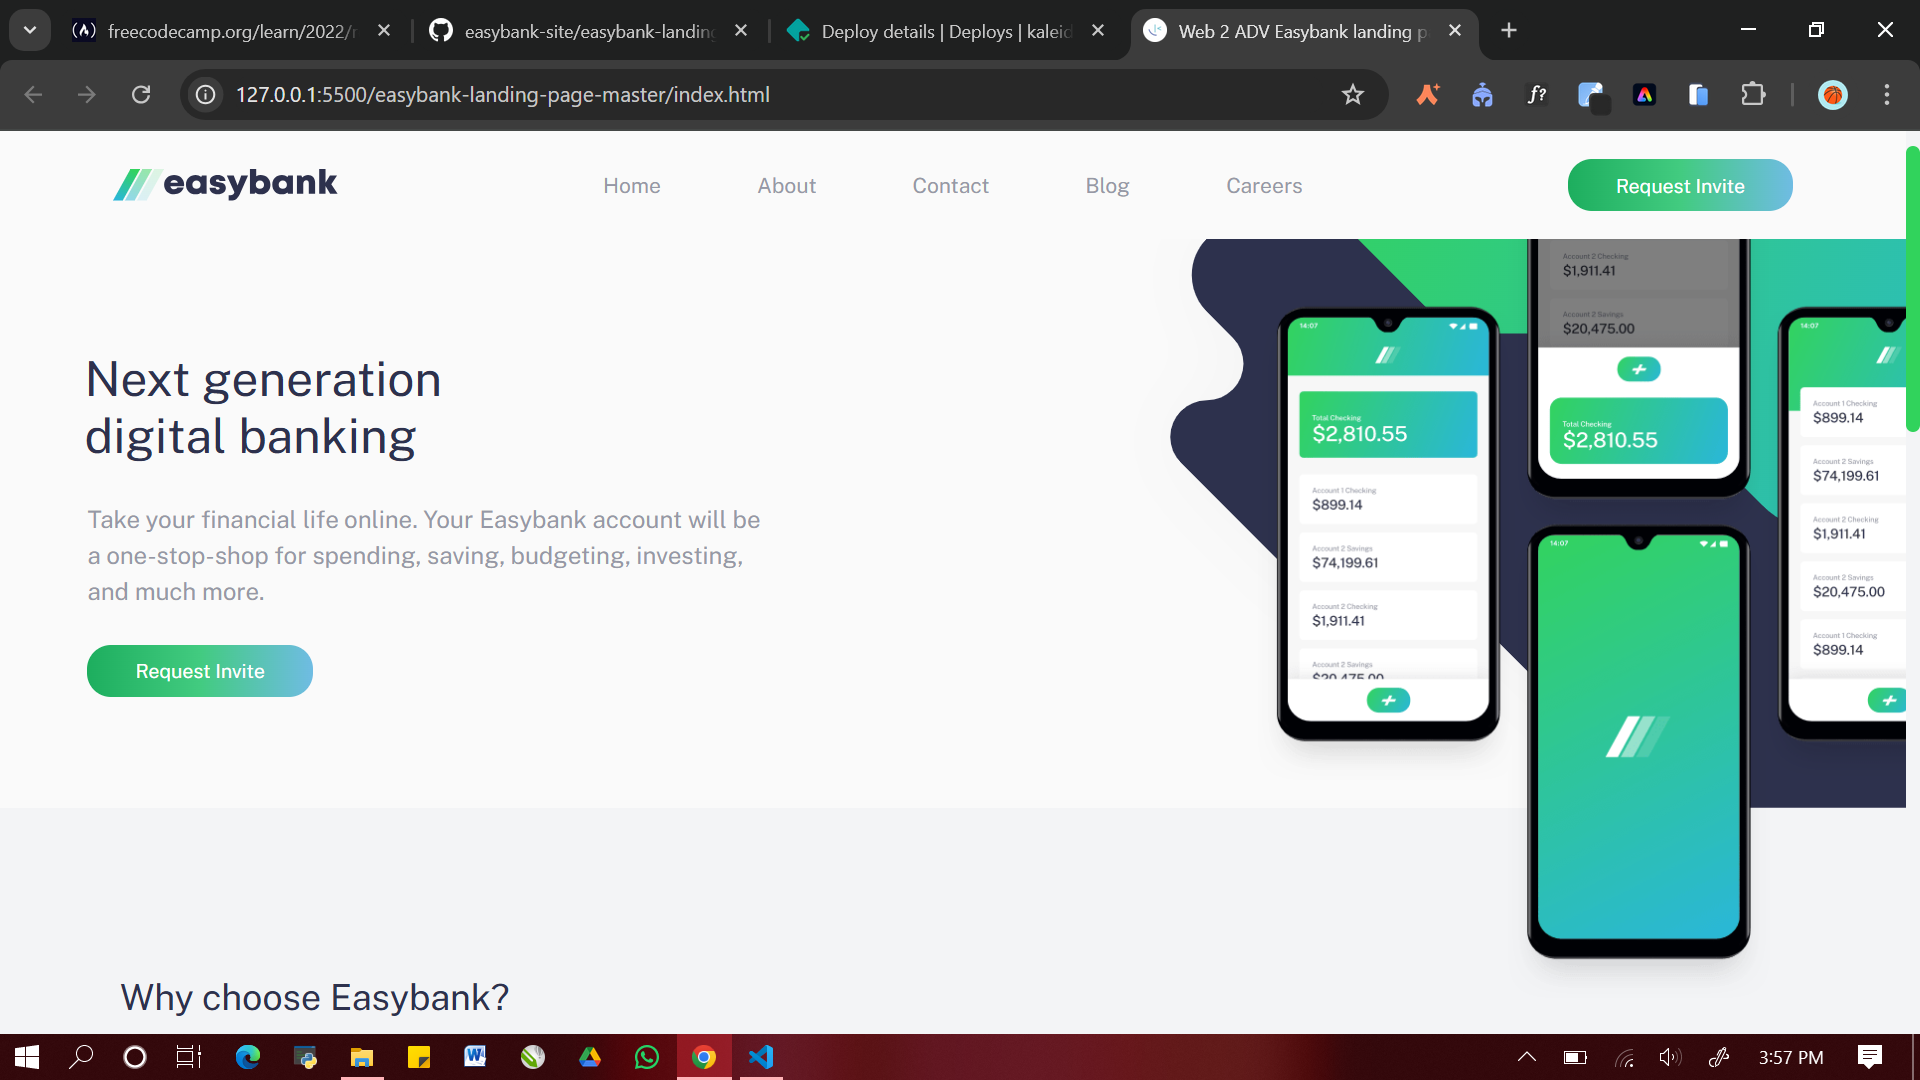 freecodecamp.org/learn/2022/r
easybank-site/easybank-landing
Deploy details | Deploys | kaleid
Web 2 ADV Easybank landing p
127.0.0.1:5500/easybank-landing-page-master/index.html
f?
easybank
Home
About
Contact
Blog
Careers
Request Invite
Next generation
digital banking
Take your financial life online. Your Easybank account will be
a one-stop-shop for spending, saving, budgeting, investing,
and much more.
Request Invite
14:07
Total Checking
$2,810.55
Account 1 Checking
$899.14
Account 2 Savings
$74,199.61
Account 2 Checking
$1,911.41
Account 2 Savings
$20,475.00
Account 2 Checking
$1,911.41
Account 2 Savings
$20,475.00
Total Checking
$2,810.55
14:07
14:07
Account 1 Checking
$899.14
Account 2 Savings
$74,199.61
Account 2 Checking
$1,911.41
Account 2 Savings
$20,475.00
Account 1 Checking
$899.14
Why choose Easybank?
3:57 PM